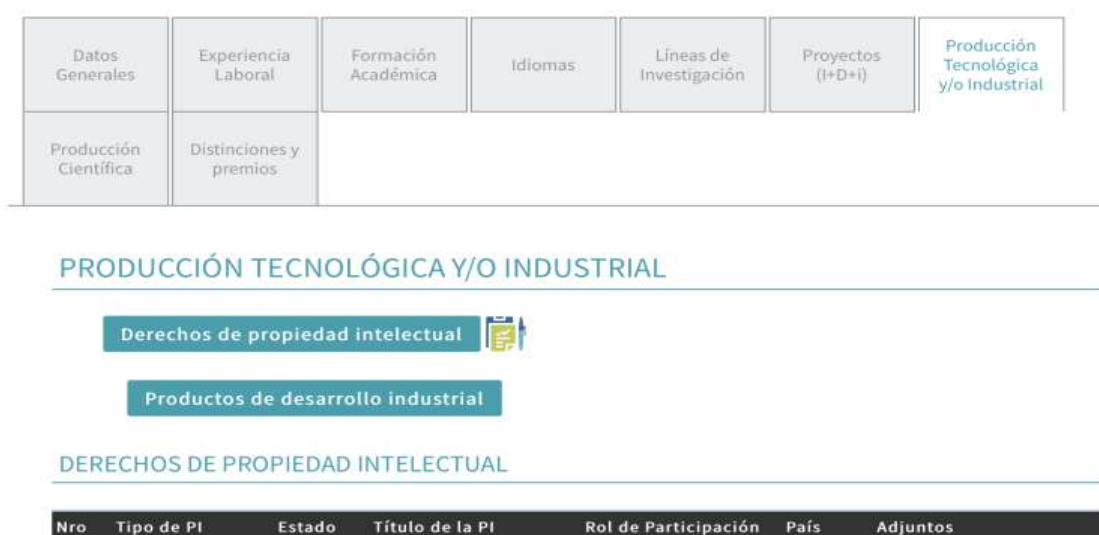 Datos
Generales
Experiencia
Laboral
Formación
Académica
Idiomas
Líneas de
Investigación
Proyectos
(I+D+i)
Producción
Tecnológica
y/o Industrial
Producción
Científica
Distinciones y
premios
PRODUCCIÓN TECNOLÓGICA Y/O INDUSTRIAL
Derechos de propiedad intelectual
Productos de desarrollo industrial
DERECHOS DE PROPIEDAD INTELECTUAL
Nro Tipo de PI Estado Título de la PI Rol de Participación País Adjuntos